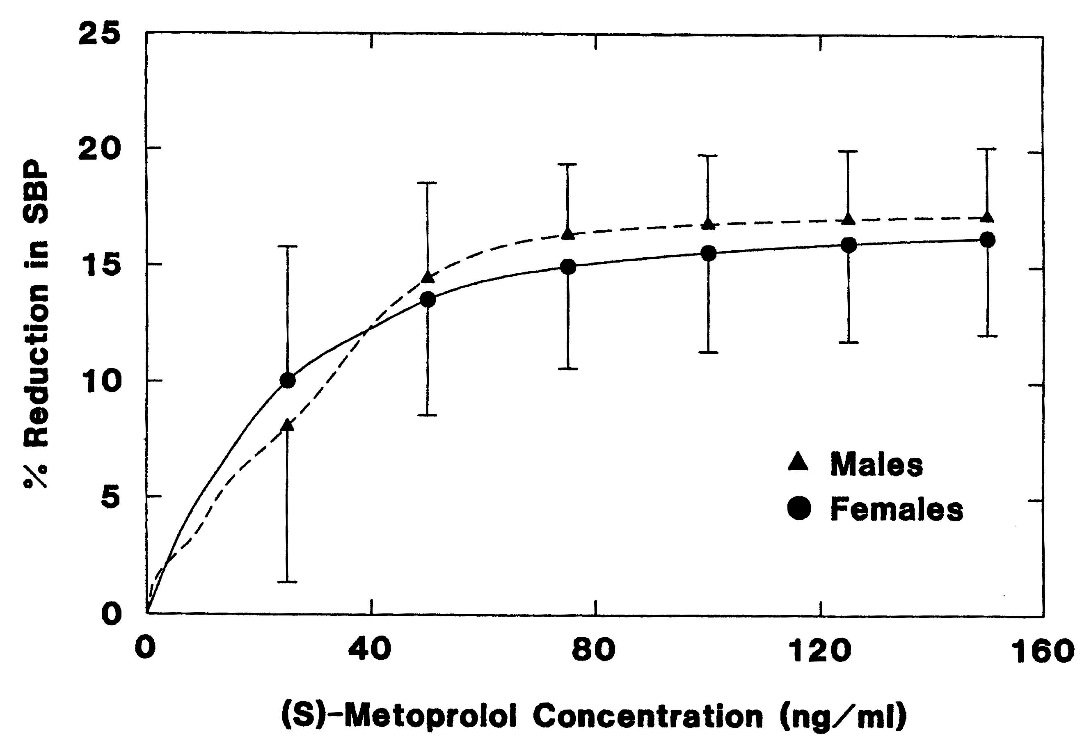 25
20
15
10
5
0
% Reduction in SBP
0 40 80 120 160
(S)-Metoprolol Concentration (ng/ml)
Males
Females